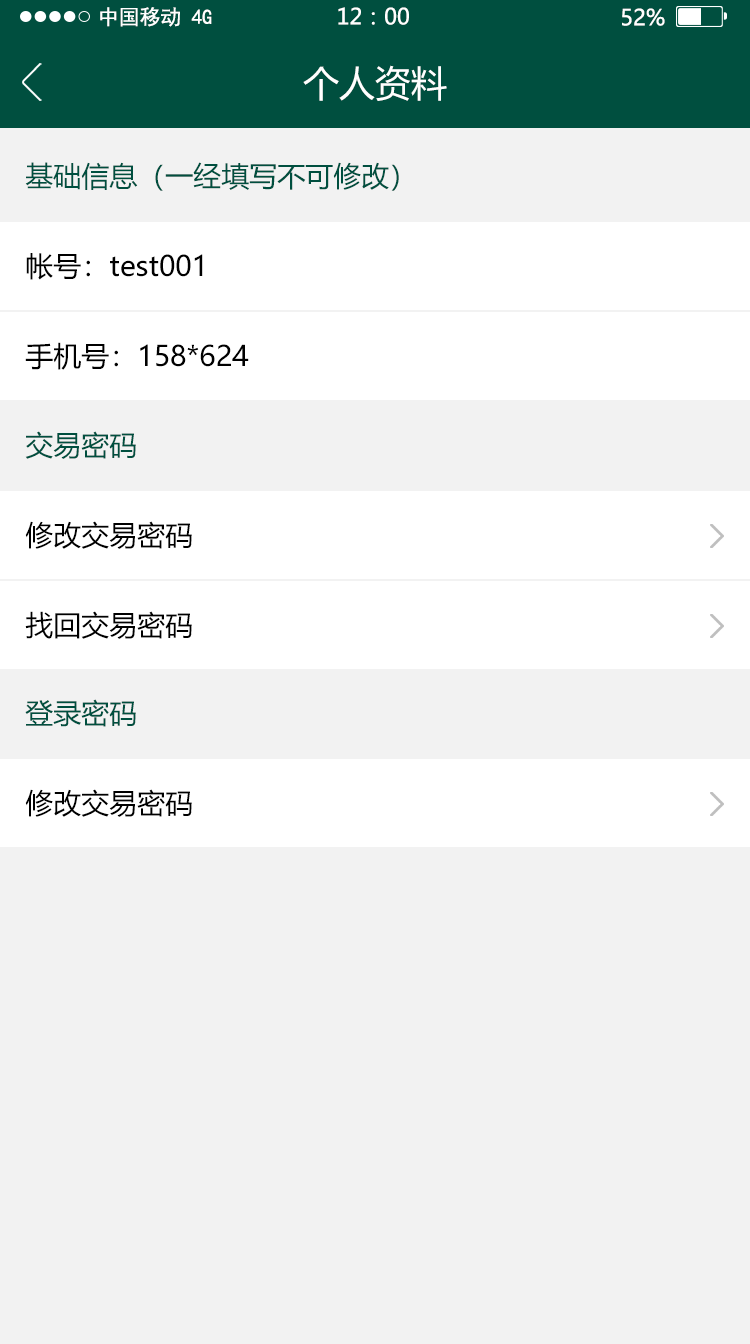 中国移动 4G 12：00 52%
个人资料
基础信息（一经填写不可修改）
帐号：test001
手机号：158*624
交易密码
修改交易密码
找回交易密码
登录密码
修改交易密码